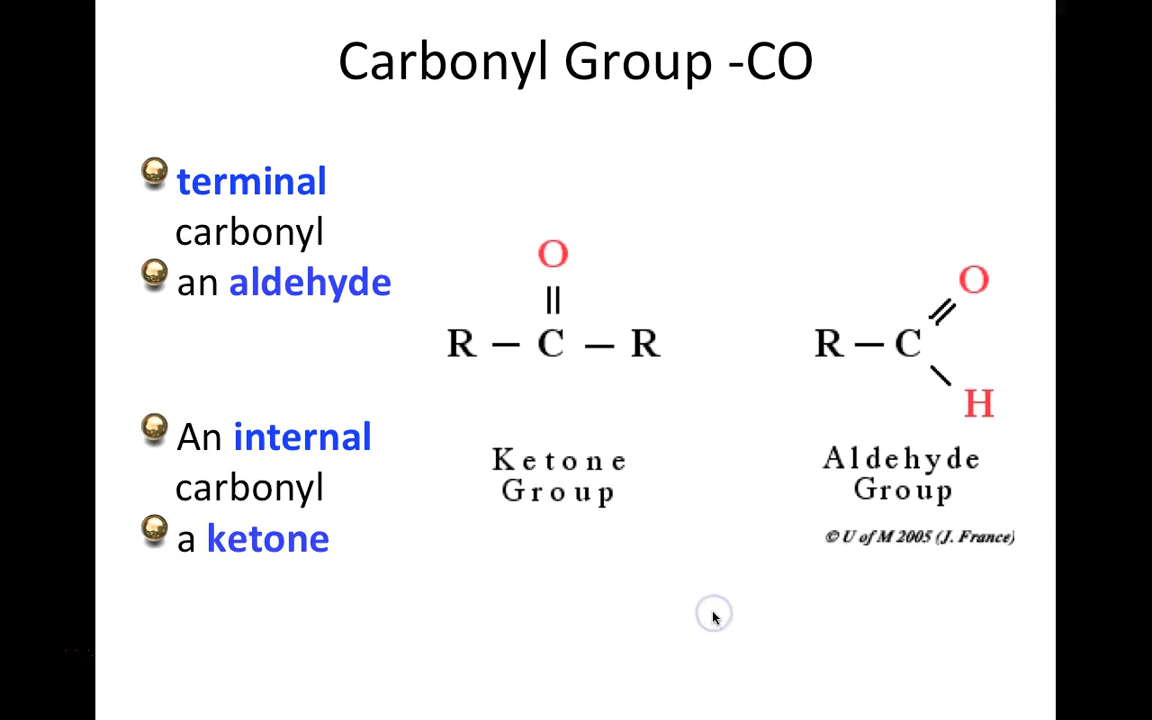 Carbonyl Group -CO
terminal
carbonyl
an aldehyde
An internal
carbonyl
a ketone
O
||
R – C – R
Ketone
Group
O
R – C
H
Aldehyde
Group
© U of M 2005 (J. France)